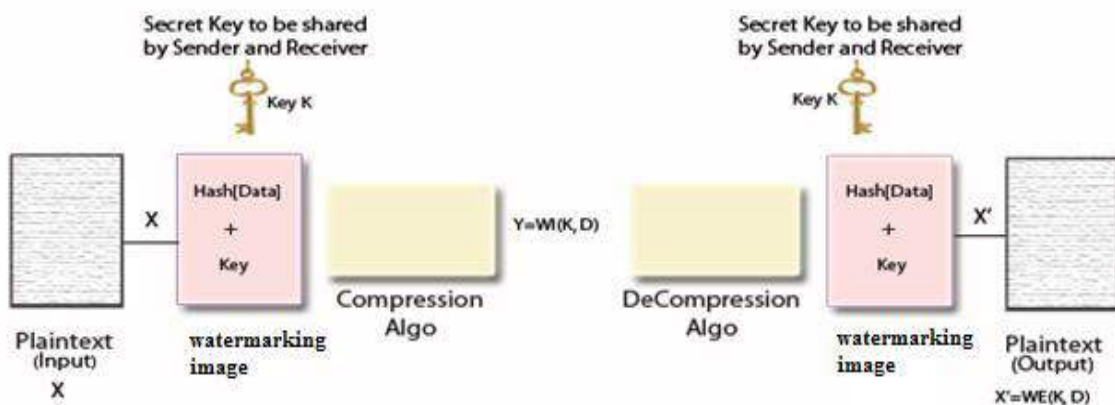 Secret Key to be shared
by Sender and Receiver
Key K
Hash[Data]
+
Key
X
Plaintext
(Input)
X
watermarking
image
Compression
Algo
Y=WI(K, D)
DeCompression
Algo
Secret Key to be shared
by Sender and Receiver
Key K
Hash[Data]
+
Key
watermarking
image
X'
Plaintext
(Output)
X'=WE(K, D)